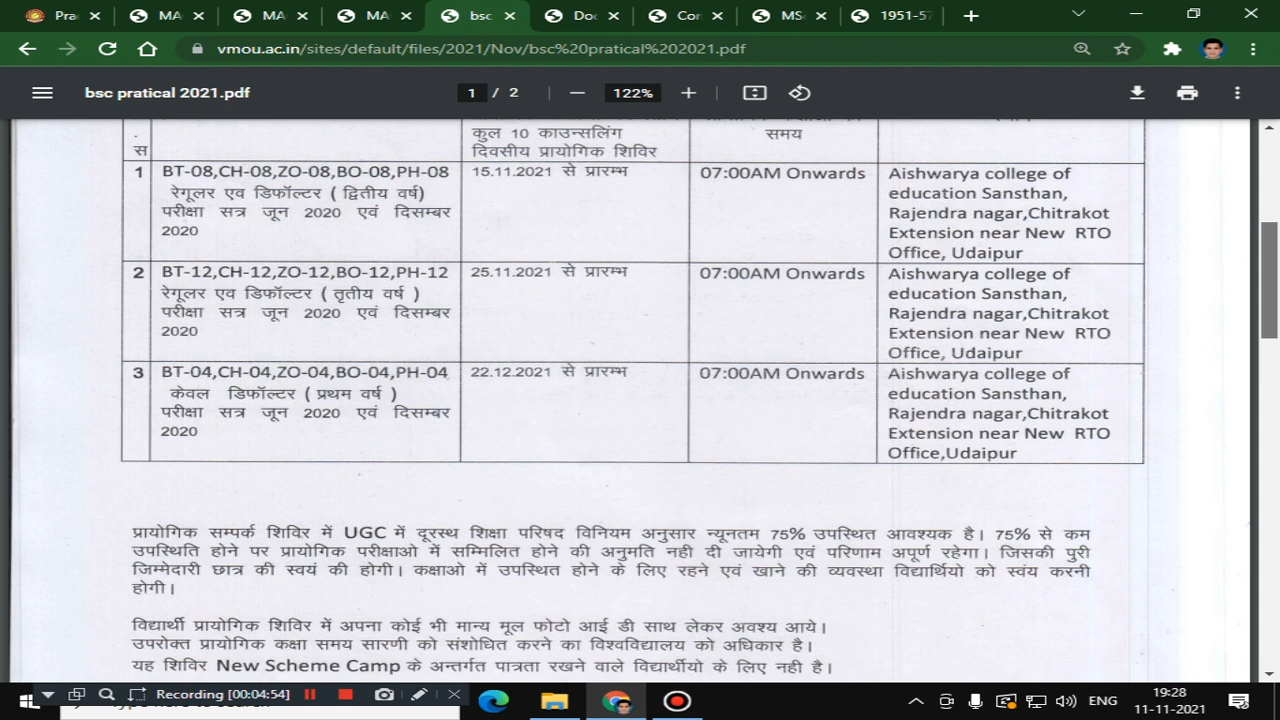 Pra
MA
MA
MA
bsc
Doc
Cor
MS
1951-57
vmou.ac.in/sites/default/files/2021/Nov/bsc%20pratical%202021.pdf
bsc pratical 2021.pdf
1 / 2
122%
स
कुल 10 काउन्सलिंग
दिवसीय प्रायोगिक शिविर
समय
1
BT-08,CH-08,ZO-08,BO-08,PH-08
रेगूलर एव डिफॉल्टर ( द्वितीय वर्ष)
परीक्षा सत्र जून 2020 एवं दिसम्बर
2020
15.11.2021 से प्रारम्भ
07:00AM Onwards
Aishwarya college of
education Sansthan,
Rajendra nagar,Chitrakot
Extension near New RTO
Office, Udaipur
2
BT-12,CH-12,ZO-12,BO-12,PH-12
रेगूलर एव डिफॉल्टर ( तृतीय वर्ष )
परीक्षा सत्र जून 2020 एवं दिसम्बर
2020
25.11.2021 से प्रारम्भ
07:00AM Onwards
Aishwarya college of
education Sansthan,
Rajendra nagar,Chitrakot
Extension near New RTO
Office, Udaipur
3
BT-04,CH-04,ZO-04,BO-04,PH-04
केवल डिफॉल्टर ( प्रथम वर्ष )
परीक्षा सत्र जून 2020 एवं दिसम्बर
2020
22.12.2021 से प्रारम्भ
07:00AM Onwards
Aishwarya college of
education Sansthan,
Rajendra nagar,Chitrakot
Extension near New RTO
Office,Udaipur
प्रायोगिक सम्पर्क शिविर में UGC में दूरस्थ शिक्षा परिषद विनियम अनुसार न्यूनतम 75% उपस्थित आवश्यक है। 75% से कम
उपस्थिति होने पर प्रायोगिक परीक्षाओ में सम्मिलित होने की अनुमति नही दी जायेगी एवं परिणाम अपूर्ण रहेगा। जिसकी पुरी
जिम्मेदारी छात्र की स्वयं की होगी। कक्षाओ में उपस्थित होने के लिए रहने एवं खाने की व्यवस्था विद्यार्थियो को स्वंय करनी
होगी।
विद्यार्थी प्रायोगिक शिविर में अपना कोई भी मान्य मूल फोटो आई डी साथ लेकर अवश्य आये।
उपरोक्त प्रायोगिक कक्षा समय सारणी को संशोधित करने का विश्वविद्यालय को अधिकार है।
यह शिविर New Scheme Camp के अन्तर्गत पात्रता रखने वाले विद्यार्थीयो के लिए नही है।
Recording [00:04:54]
ENG
19:28
11-11-2021